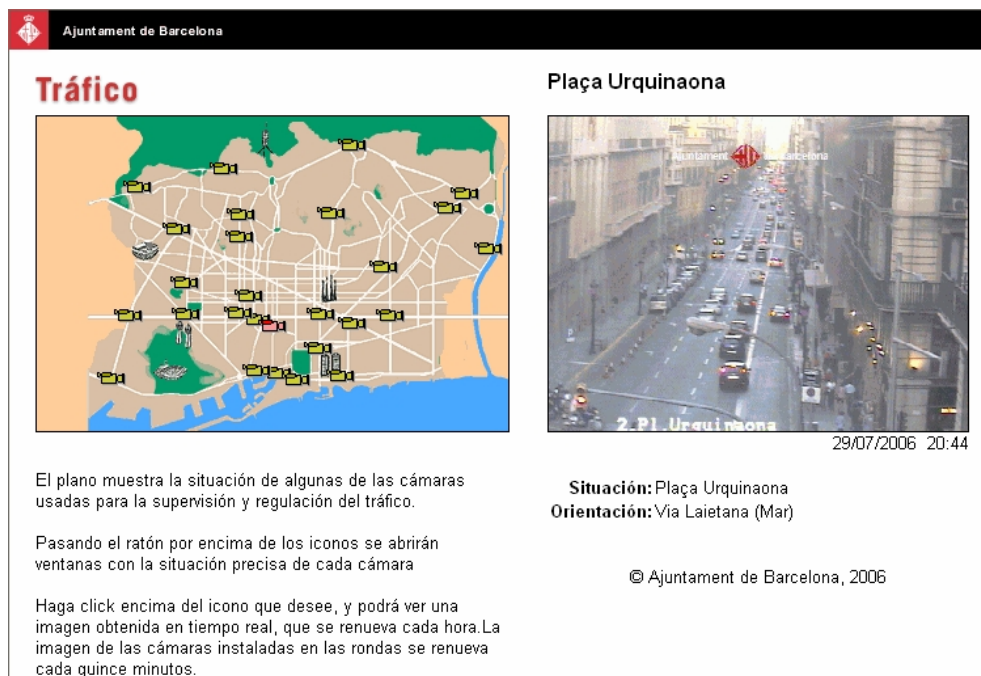 Ajuntament de Barcelona
Tráfico
Plaça Urquinaona
Ajuntament de Barcelona
2.Pl.Urquinaona
29/07/2006 20:44
El plano muestra la situación de algunas de las cámaras
usadas para la supervisión y regulación del tráfico.
Pasando el ratón por encima de los iconos se abrirán
ventanas con la situación precisa de cada cámara
Haga click encima del icono que desee, y podrá ver una
imagen obtenida en tiempo real, que se renueva cada hora.La
imagen de las cámaras instaladas en las rondas se renueva
cada quince minutos.
Situación: Plaça Urquinaona
Orientación: Via Laietana (Mar)
© Ajuntament de Barcelona, 2006